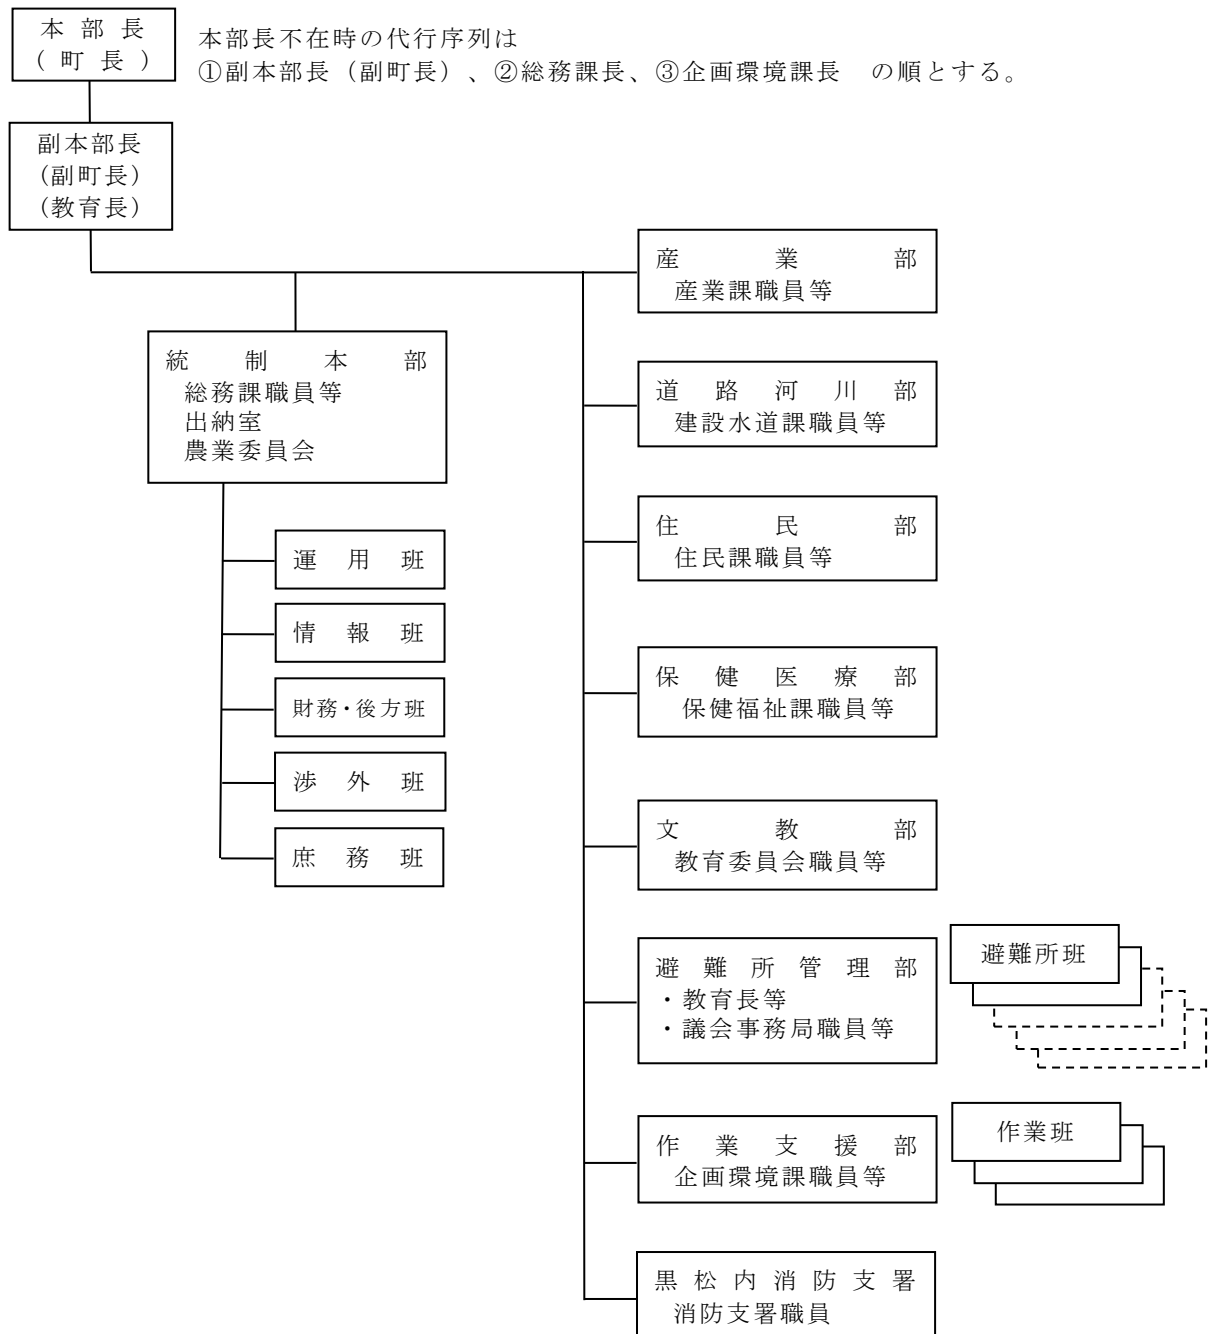 本部長
(町長)
本部長不在時の代行序列は
①副本部長（副町長）、②総務課長、③企画環境課長　の順とする。
副本部長
(副町長)
(教育長)
産業部
産業課職員等
統制本部
総務課職員等
出納室
農業委員会
道路河川部
建設水道課職員等
運用班
情報班
財務・後方班
渉外班
庶務班
住民部
住民課職員等
保健医療部
保健福祉課職員等
文教部
教育委員会職員等
避難所管理部
・教育長等
・議会事務局職員等
避難所班
作業支援部
企画環境課職員等
作業班
黒松内消防支署
消防支署職員